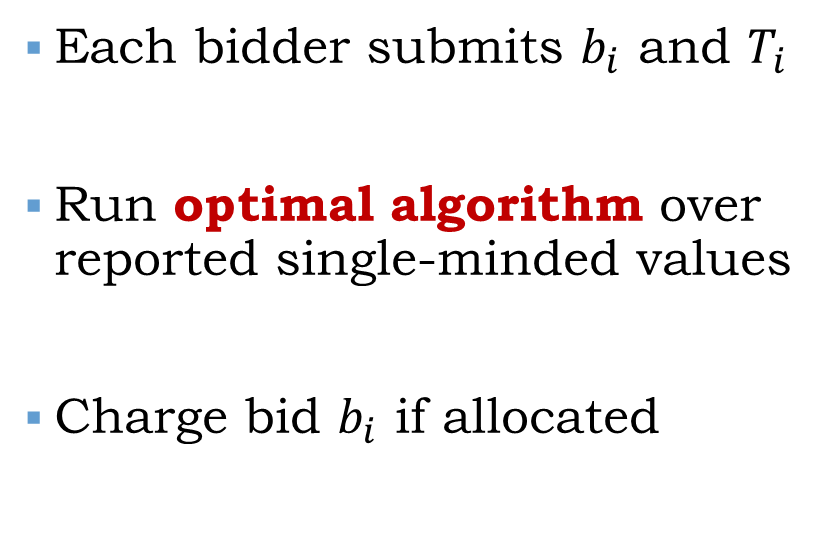 ▪ Each bidder submits b_i and T_i
▪ Run optimal algorithm over
reported single-minded values
▪ Charge bid b_i if allocated